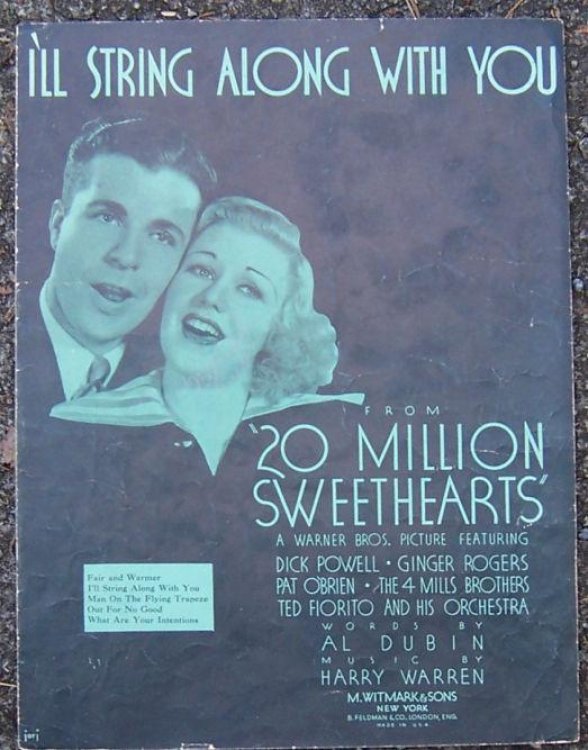 I'LL STRING ALONG WITH YOU
FROM
"20 MILLION
SWEETHEARTS"
A WARNER BROS. PICTURE FEATURING
DICK POWELL · GINGER ROGERS
PAT O'BRIEN · THE 4 MILLS BROTHERS
TED FIORITO AND HIS ORCHESTRA
WORDS BY
AL DUBIN
MUSIC BY
HARRY WARREN
M. WITMARK & SONS
NEW YORK
B. FELDMAN & CO., LONDON, ENG.
MADE IN U.S.A.
Fair and Warmer
I'll String Along With You
Man On The Flying Trapeze
Out For No Good
What Are Your Intentions
jorj